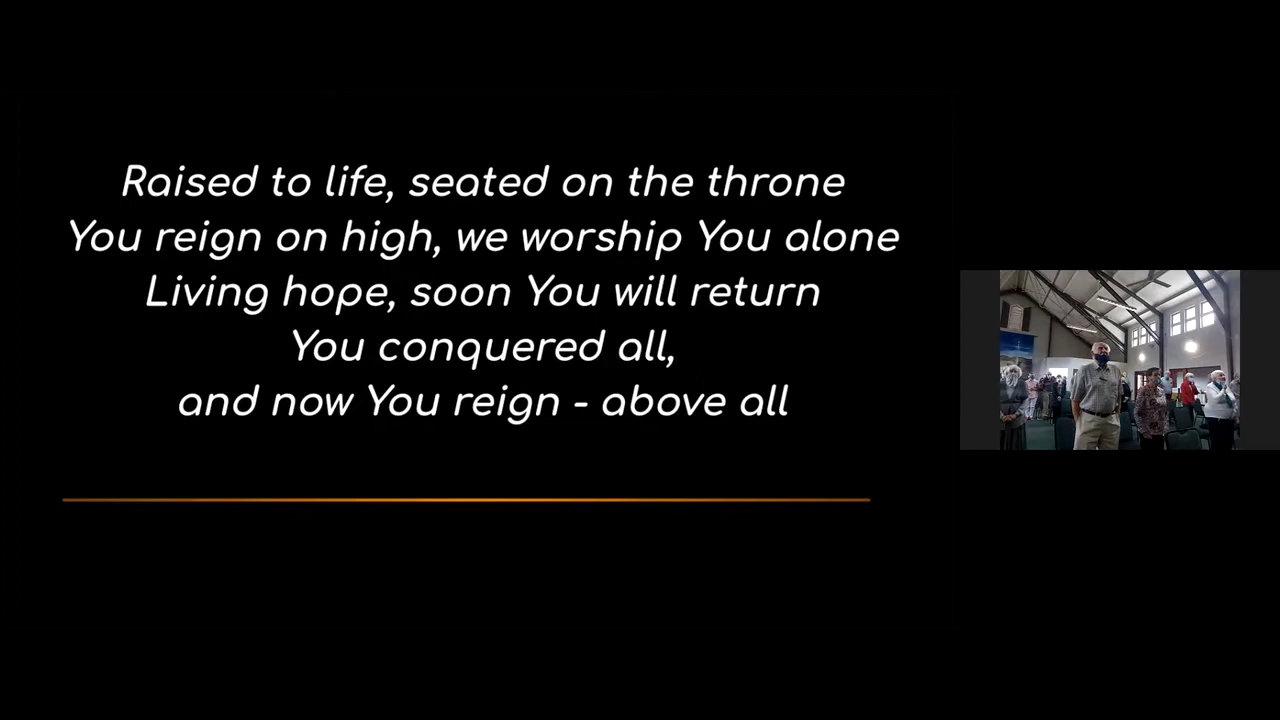 Raised to life, seated on the throne
You reign on high, we worship You alone
Living hope, soon You will return
You conquered all,
and now You reign - above all